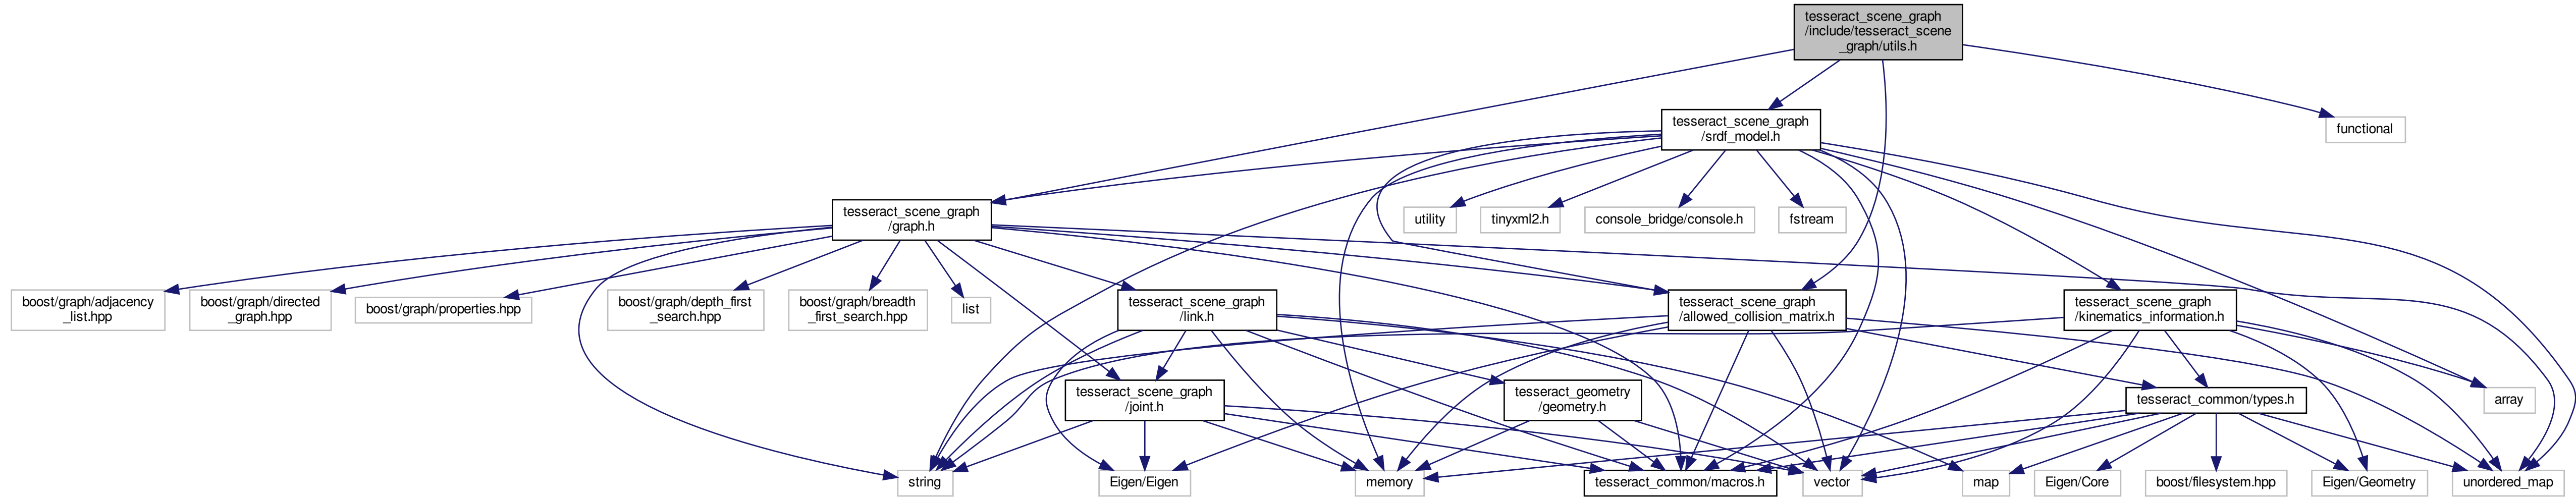 tesseract_scene_graph
/include/tesseract_scene
_graph/utils.h
tesseract_scene_graph
/srdf_model.h
functional
tesseract_scene_graph
/graph.h
utility
tinyxml2.h
console_bridge/console.h
fstream
boost/graph/adjacency
_list.hpp
boost/graph/directed
_graph.hpp
boost/graph/properties.hpp
boost/graph/depth_first
_search.hpp
boost/graph/breadth
_first_search.hpp
list
tesseract_scene_graph
/link.h
tesseract_scene_graph
/allowed_collision_matrix.h
tesseract_scene_graph
/kinematics_information.h
tesseract_scene_graph
/joint.h
tesseract_geometry
/geometry.h
tesseract_common/types.h
array
string
Eigen/Eigen
memory
tesseract_common/macros.h
vector
map
Eigen/Core
boost/filesystem.hpp
Eigen/Geometry
unordered_map